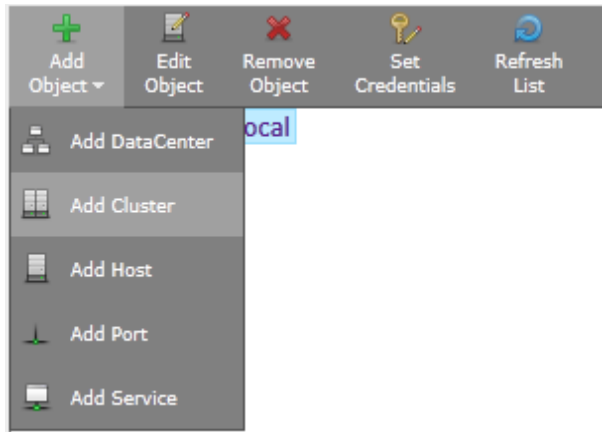 Add
Object
Edit
Object
Remove
Object
Set
Credentials
Refresh
List
Add DataCenter
ocal
Add Cluster
Add Host
Add Port
Add Service